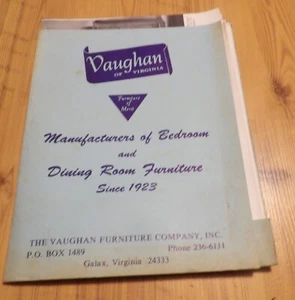 Vaughan
OF VIRGINIA
Furniture
of
Merit
Manufacturers of Bedroom
and
Dining Room Furniture
Since 1923
THE VAUGHAN FURNITURE COMPANY, INC.
P.O. BOX 1489 Phone 236-6111
Galax, Virginia 24333